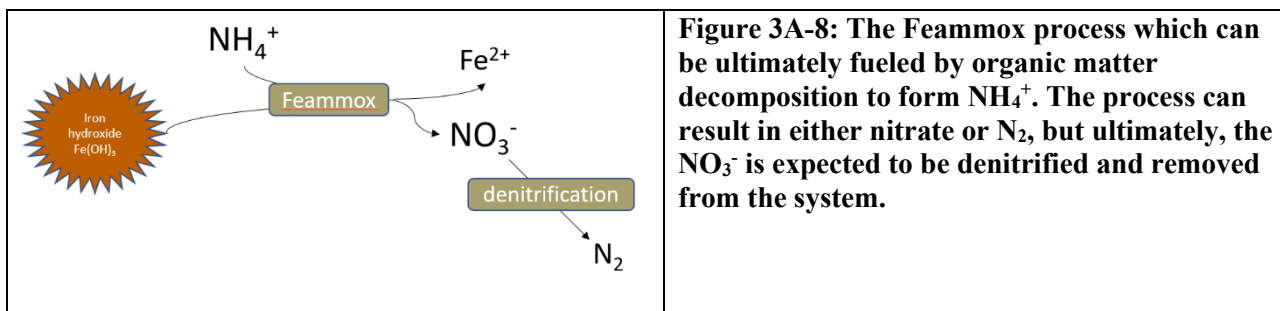 NH₄⁺
Fe²⁺
Feammox
Iron
hydroxide
Fe(OH)₃
NO₃⁻
denitrification
N₂
Figure 3A-8: The Feammox process which can
be ultimately fueled by organic matter
decomposition to form NH₄⁺. The process can
result in either nitrate or N₂, but ultimately, the
NO₃⁻ is expected to be denitrified and removed
from the system.